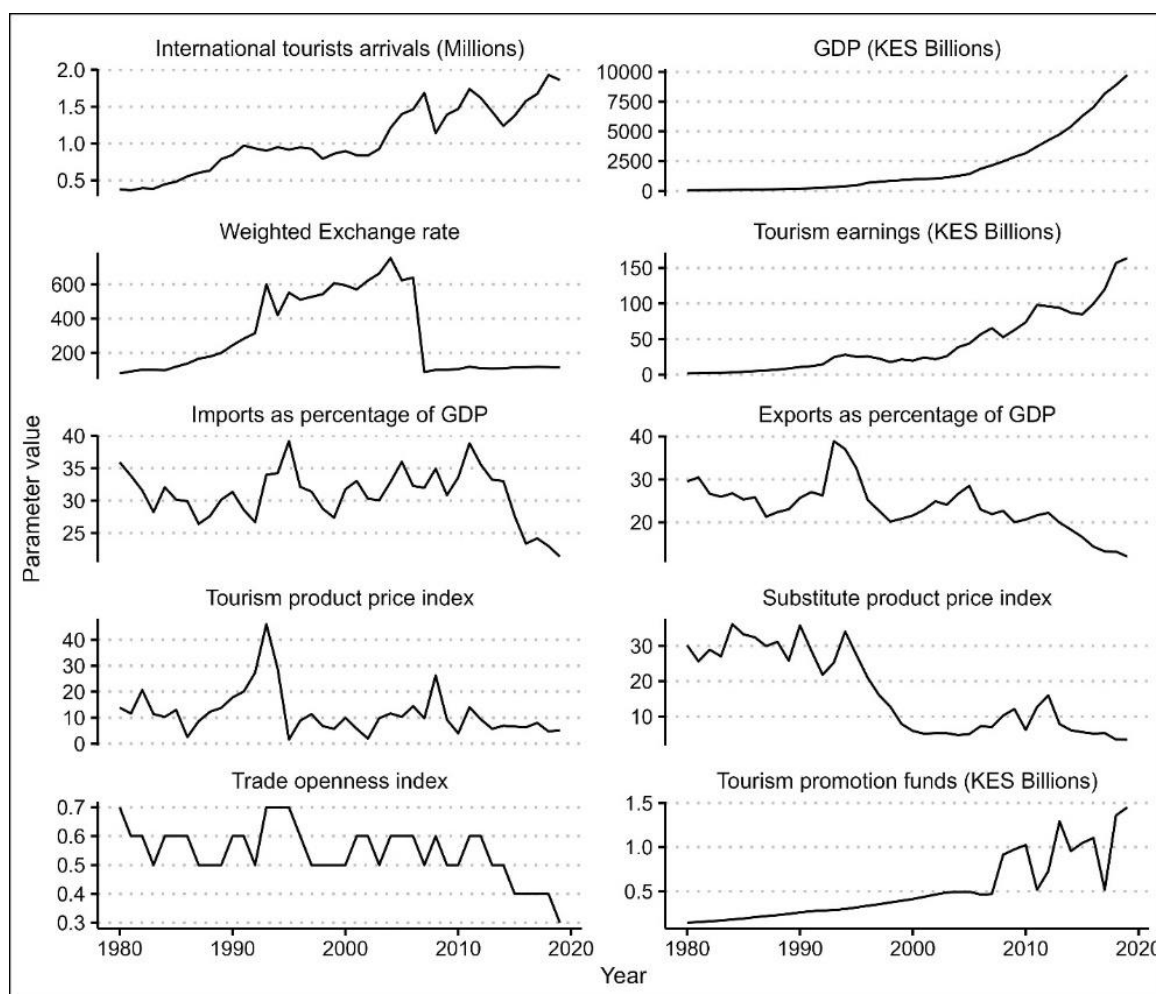 International tourists arrivals (Millions)
2.0
1.5
1.0
0.5
GDP (KES Billions)
10000
7500
5000
2500
0
Weighted Exchange rate
600
400
200
Tourism earnings (KES Billions)
150
100
50
0
Parameter value
Imports as percentage of GDP
40
35
30
25
Exports as percentage of GDP
40
30
20
Tourism product price index
40
30
20
10
0
Substitute product price index
30
20
10
Trade openness index
0.7
0.6
0.5
0.4
0.3
1980 1990 2000 2010 2020
Tourism promotion funds (KES Billions)
1.5
1.0
0.5
1980 1990 2000 2010 2020
Year